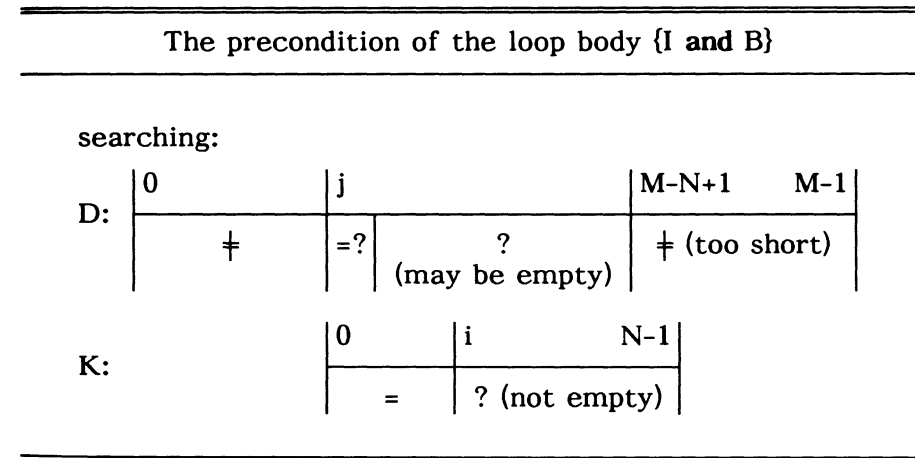 The precondition of the loop body {I and B}
searching:
0 j M-N+1 M-1
D:
≠ =? ? ≠ (too short)
(may be empty)
0 i N-1
K:
= ? (not empty)